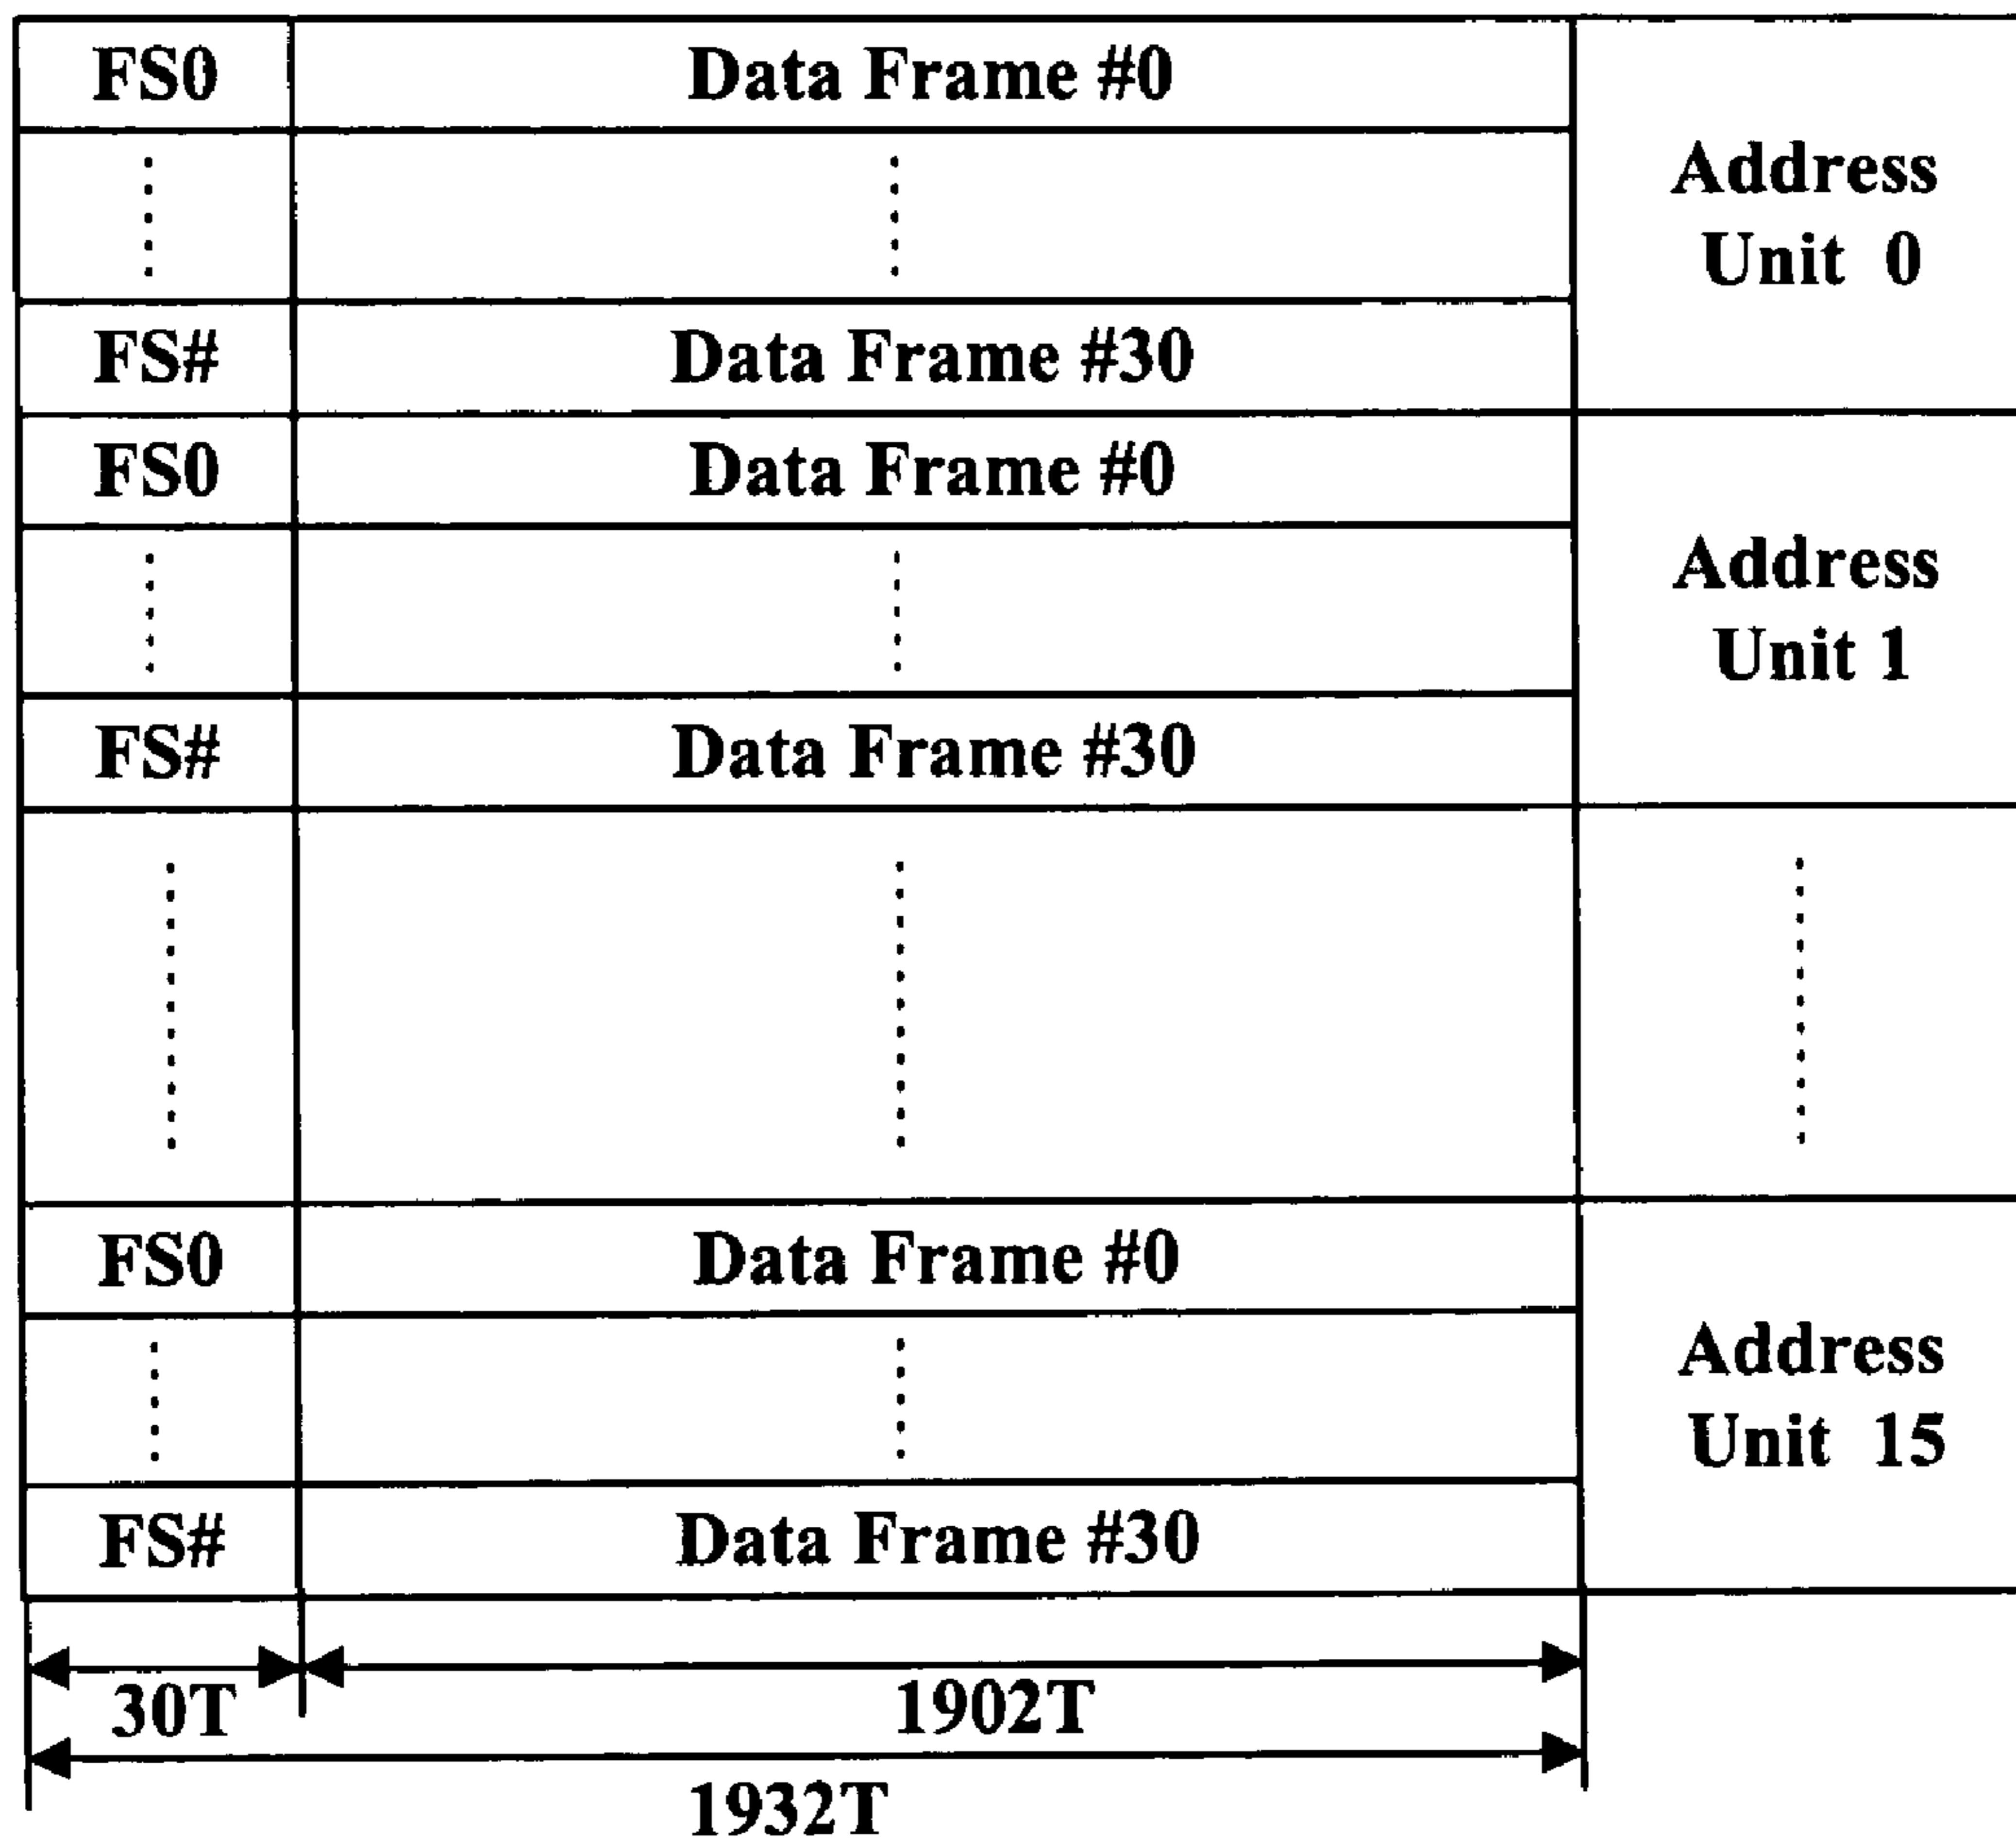 FS0 Data Frame #0
Address
Unit 0
FS# Data Frame #30
FS0 Data Frame #0
Address
Unit 1
FS# Data Frame #30
FS0 Data Frame #0
Address
Unit 15
FS# Data Frame #30
30T 1902T
1932T